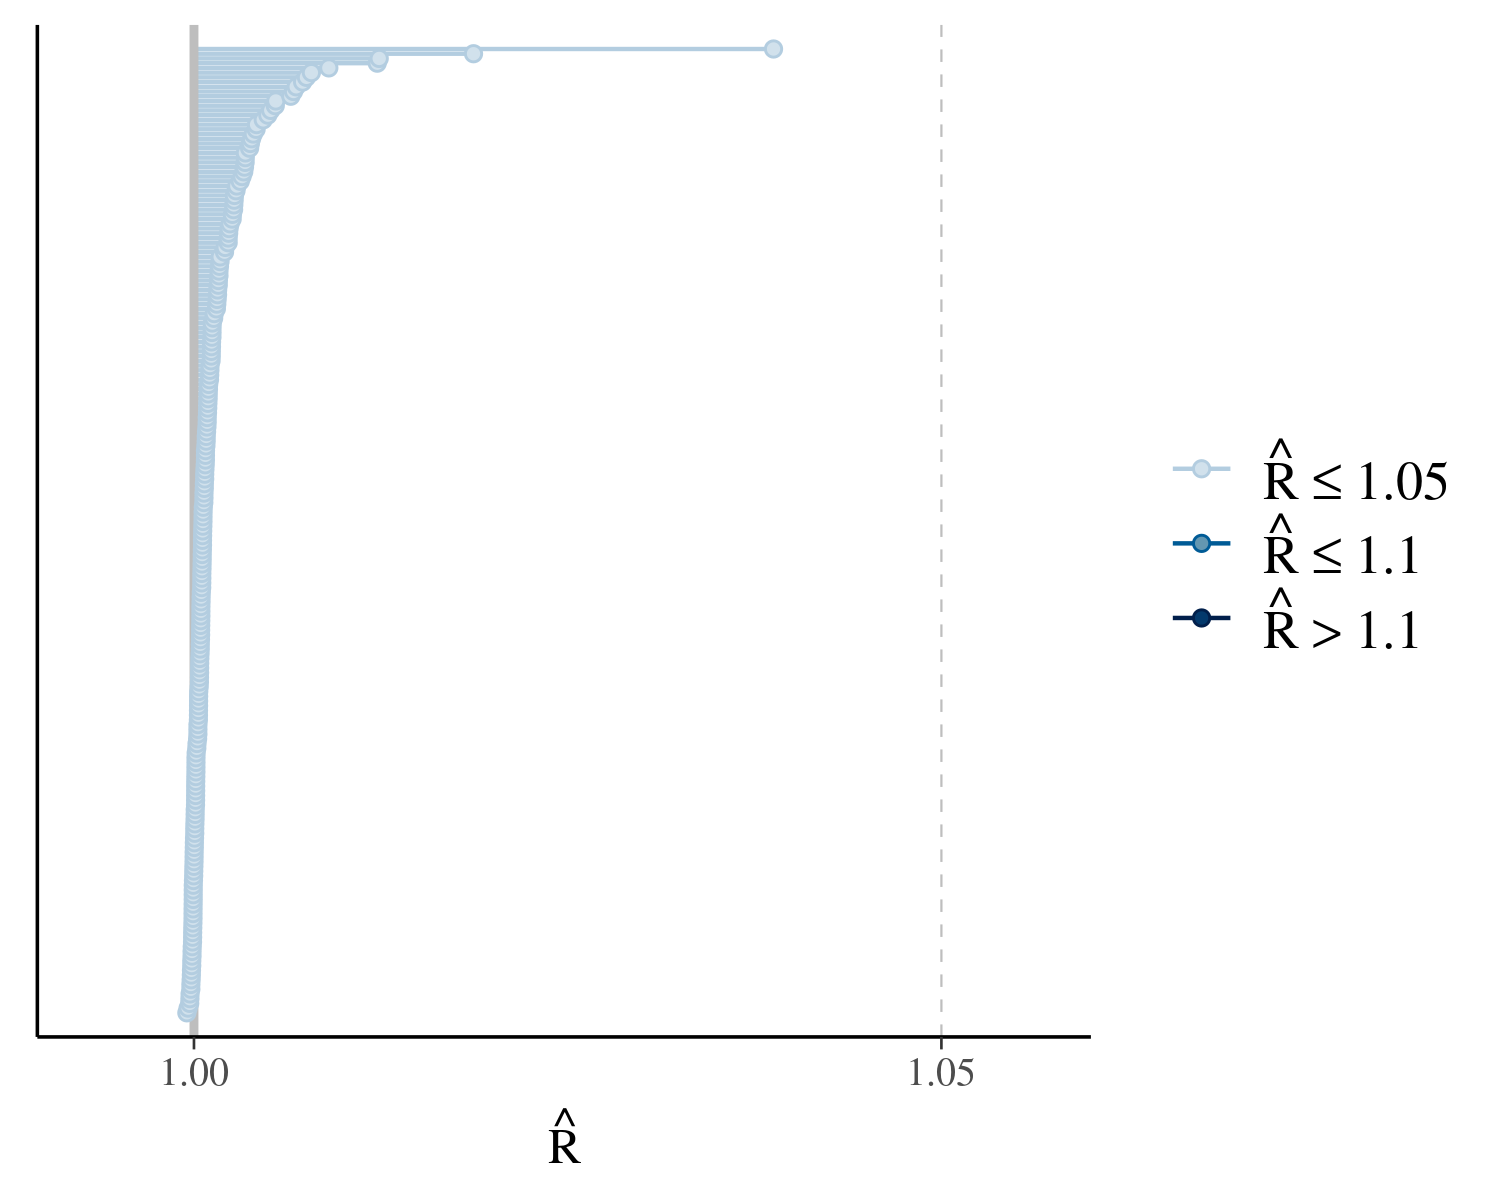 R̂ ≤ 1.05
R̂ ≤ 1.1
R̂ > 1.1
1.00 1.05
R̂